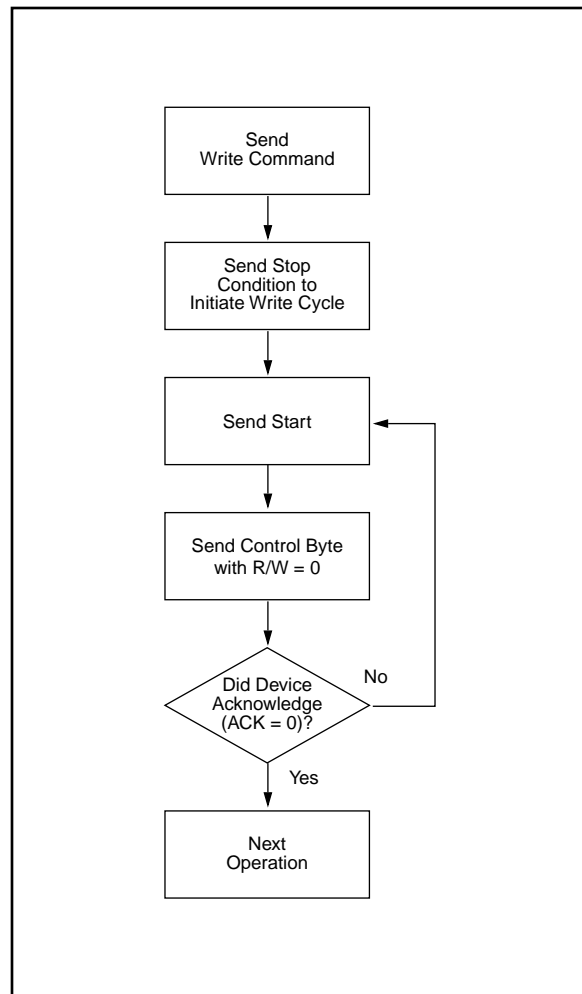 Send
Write Command
Send Stop
Condition to
Initiate Write Cycle
Send Start
Send Control Byte
with R/W = 0
Did Device
Acknowledge
(ACK = 0)?
No
Yes
Next
Operation